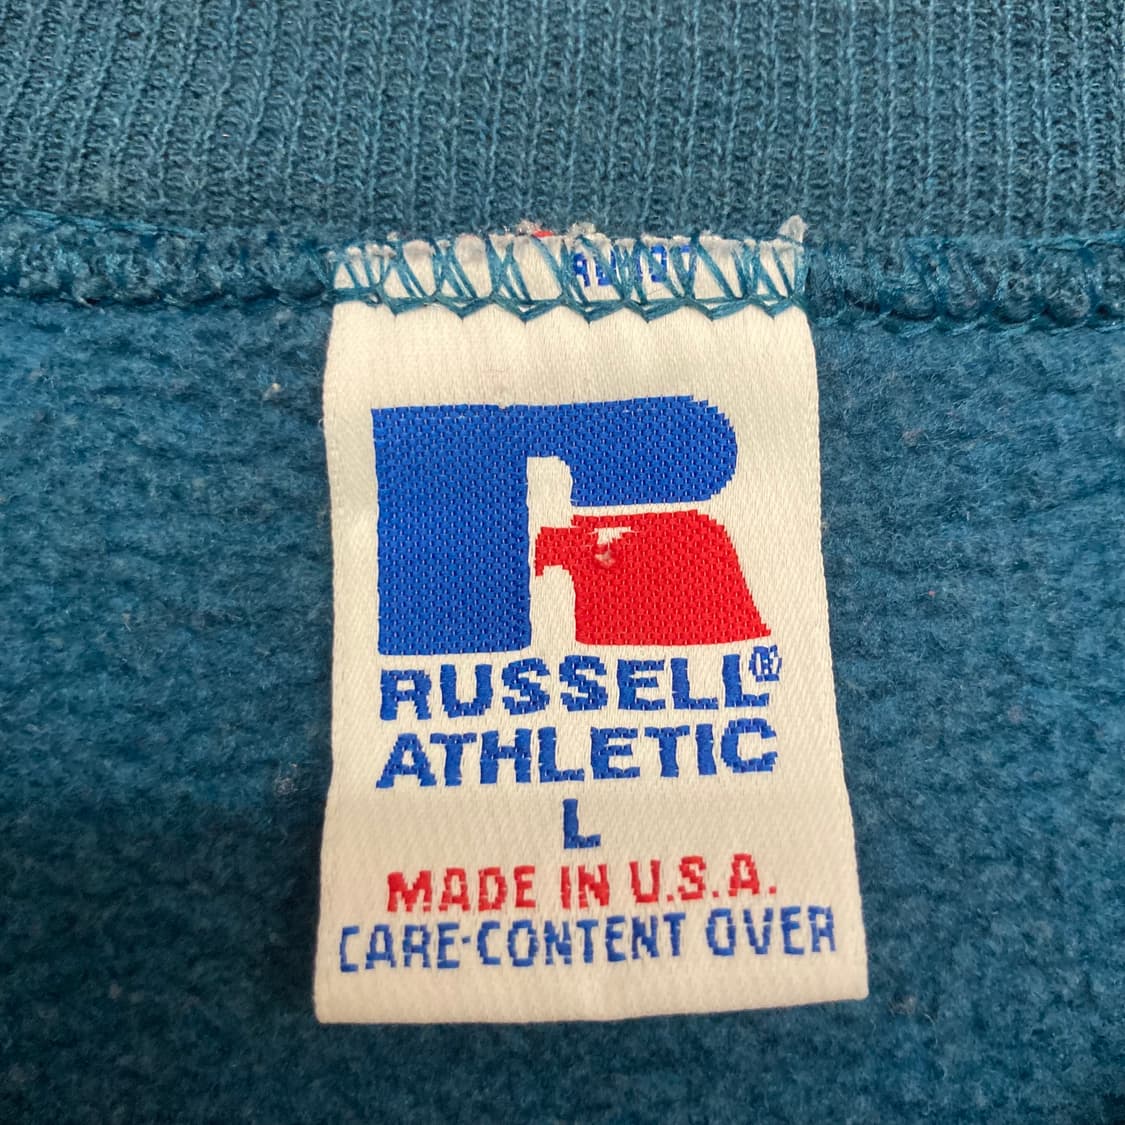 RUSSELL®
ATHLETIC
L
MADE IN U.S.A.
CARE·CONTENT OVER